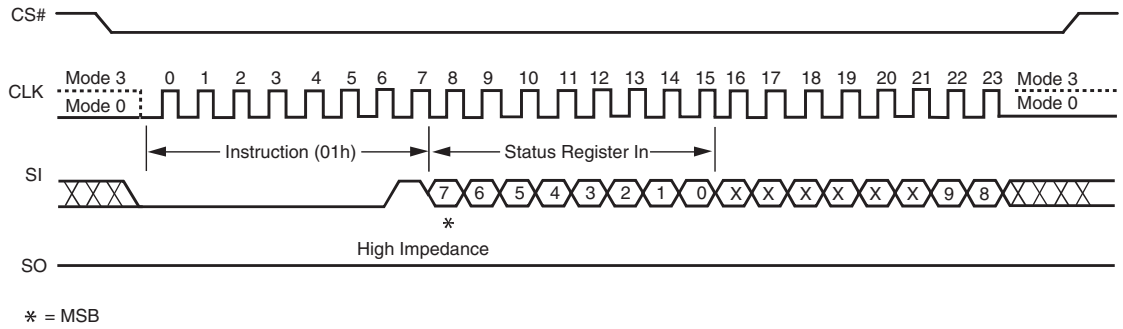 CS#
Mode 3 0 1 2 3 4 5 6 7 8 9 10 11 12 13 14 15 16 17 18 19 20 21 22 23 Mode 3
CLK
Mode 0 Mode 0
Instruction (01h) Status Register In
SI
X X X 7 6 5 4 3 2 1 0 X X X X X X 9 8 X X X X
*
High Impedance
SO
* = MSB